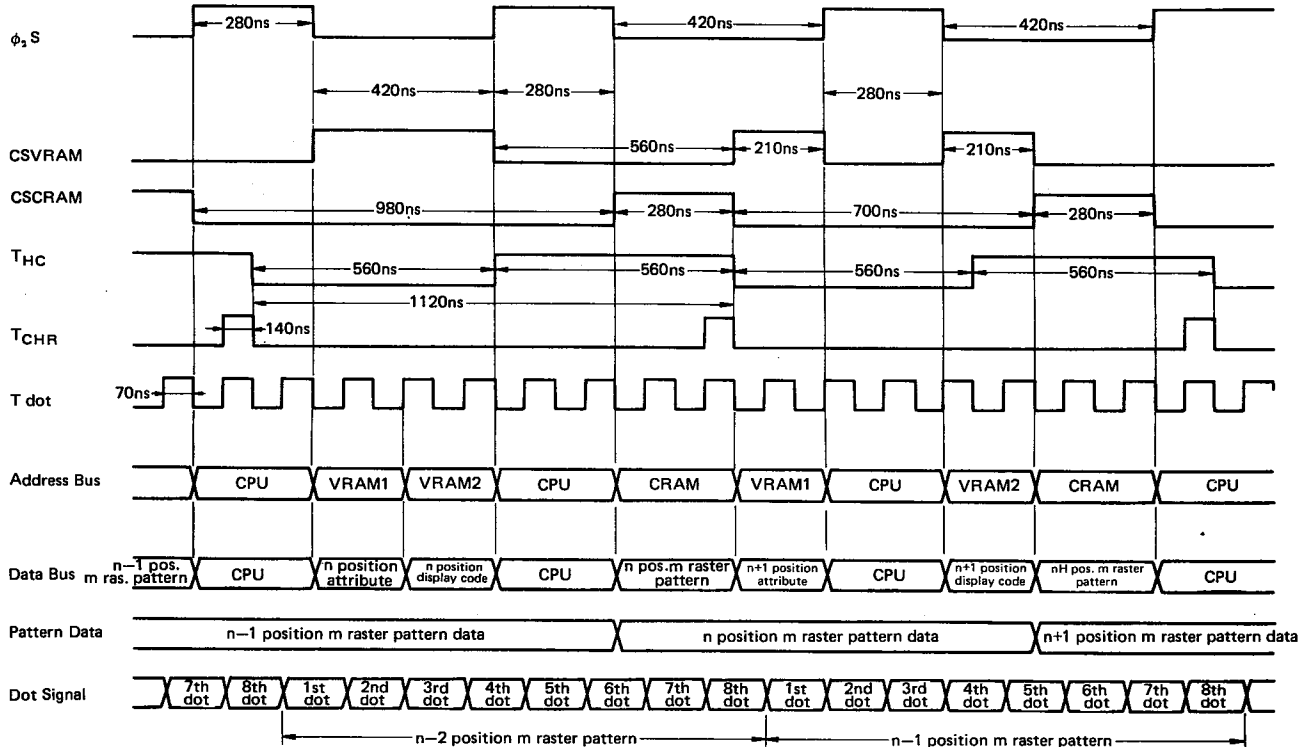 φ₂ S
280ns
420ns
420ns
420ns
280ns
280ns
CSVRAM
560ns
210ns
210ns
CSCRAM
980ns
280ns
700ns
280ns
THC
560ns
560ns
560ns
560ns
1120ns
TCHR
140ns
T dot
70ns
Address Bus
CPU
VRAM1
VRAM2
CPU
CRAM
VRAM1
CPU
VRAM2
CRAM
CPU
Data Bus
n−1 pos.
m ras. pattern
CPU
n position
attribute
n position
display code
CPU
n pos.m raster
pattern
n+1 position
attribute
CPU
n+1 position
display code
nH pos. m raster
pattern
CPU
Pattern Data
n−1 position m raster pattern data
n position m raster pattern data
n+1 position m raster pattern data
Dot Signal
7th
dot
8th
dot
1st
dot
2nd
dot
3rd
dot
4th
dot
5th
dot
6th
dot
7th
dot
8th
dot
1st
dot
2nd
dot
3rd
dot
4th
dot
5th
dot
6th
dot
7th
dot
8th
dot
n−2 position m raster pattern
n−1 position m raster pattern